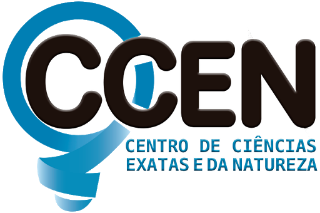 CCEN
CENTRO DE CIÊNCIAS
EXATAS E DA NATUREZA